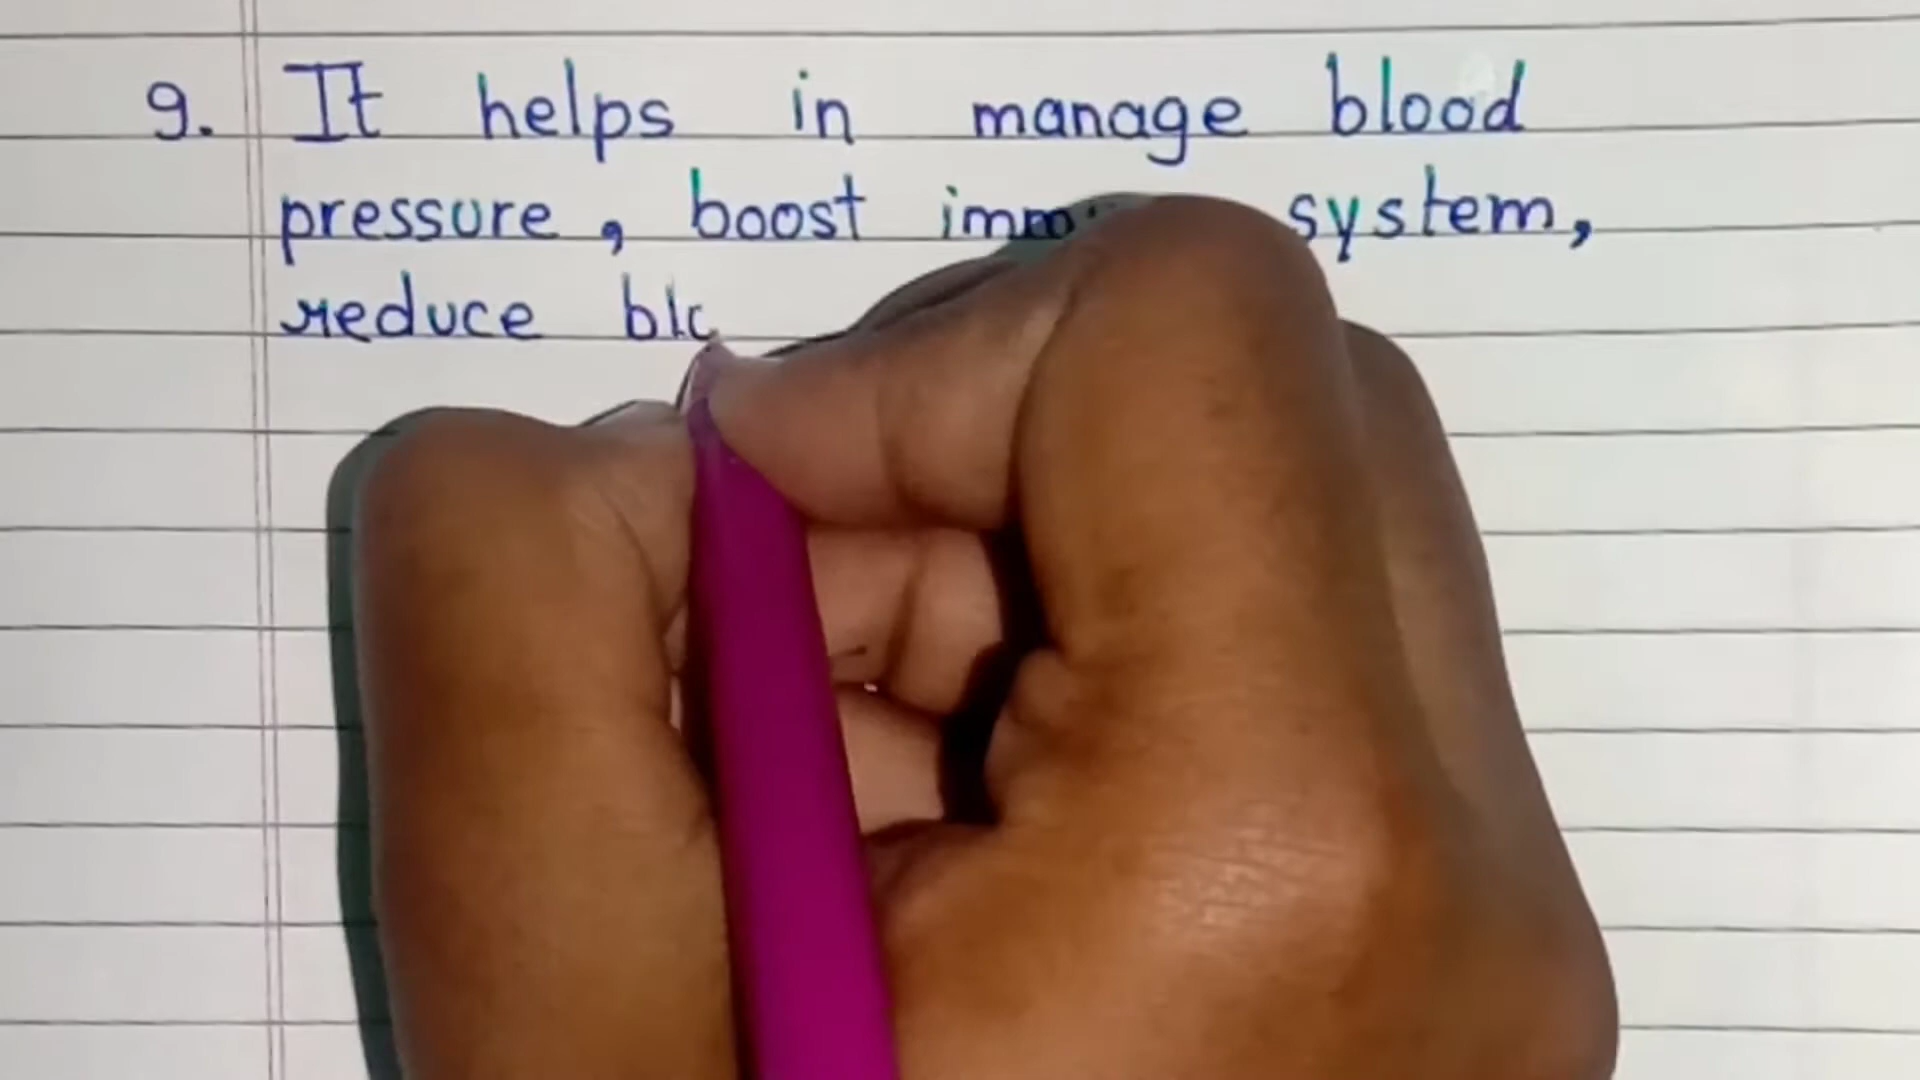 9. It helps in manage blood
pressure, boost system,
reduce